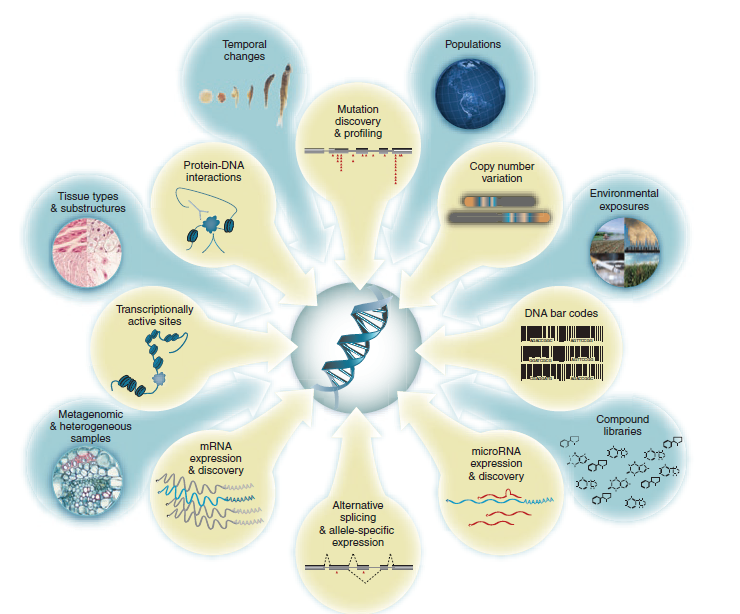 Temporal
changes
Populations
Mutation
discovery
& profiling
Protein-DNA
interactions
Copy number
variation
Tissue types
& substructures
Environmental
exposures
Transcriptionally
active sites
DNA bar codes
Metagenomic
& heterogeneous
samples
Compound
libraries
mRNA
expression
& discovery
microRNA
expression
& discovery
Alternative
splicing
& allele-specific
expression